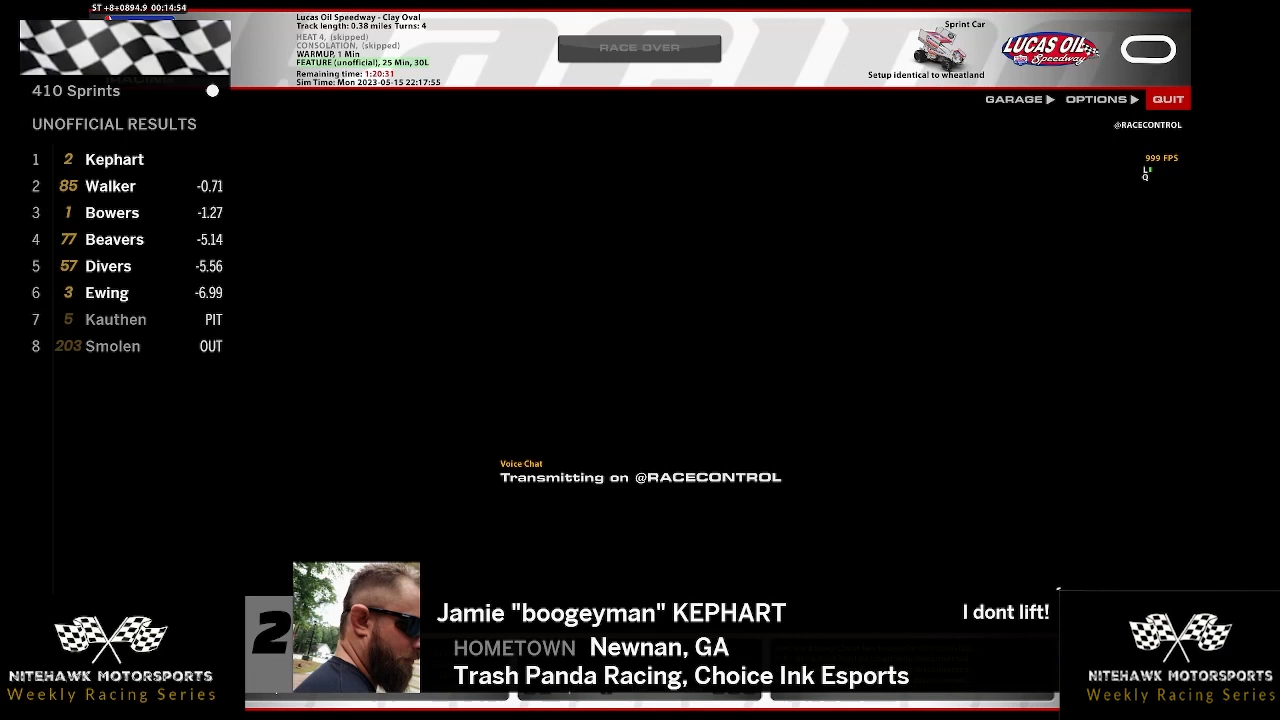 ST +8+0894.9 00:14:54
Lucas Oil Speedway - Clay Oval
Track length: 0.38 miles Turns: 4
HEAT 4, (skipped)
CONSOLATION, (skipped)
WARMUP, 1 Min
FEATURE (unofficial), 25 Min, 30L
Remaining time: 1:20:31
Sim Time: Mon 2023-05-15 22:17:55
RACE OVER
Sprint Car
Setup identical to wheatland
LUCAS OIL
Speedway
GARAGE OPTIONS QUIT
@RACECONTROL
999 FPS
L
Q
410 Sprints
UNOFFICIAL RESULTS
1 2 Kephart
2 85 Walker -0.71
3 1 Bowers -1.27
4 77 Beavers -5.14
5 57 Divers -5.56
6 3 Ewing -6.99
7 5 Kauthen PIT
8 203 Smolen OUT
Voice Chat
Transmitting on @RACECONTROL
2
Jamie "boogeyman" KEPHART I dont lift!
HOMETOWN Newnan, GA
Trash Panda Racing, Choice Ink Esports
NITEHAWK MOTORSPORTS
Weekly Racing Series
NITEHAWK MOTORSPORTS
Weekly Racing Series